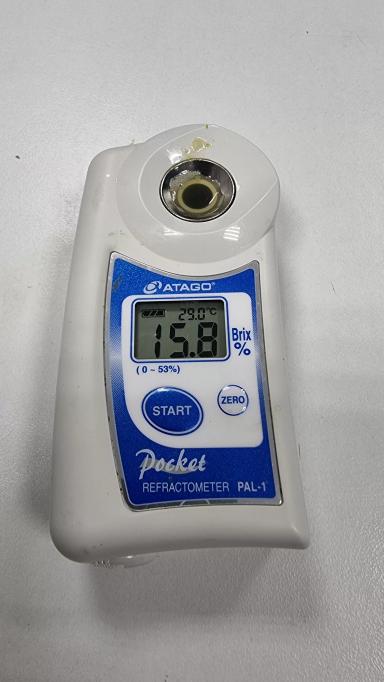 ATAGO®
29.0°C
15.8 Brix %
(0 ~ 53%)
START ZERO
Pocket
REFRACTOMETER PAL-1